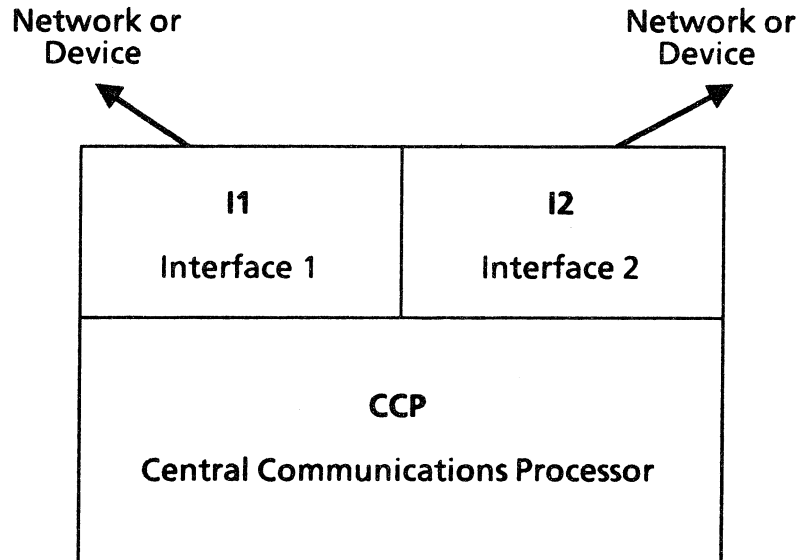 Network or
Device
Network or
Device
I1
Interface 1
I2
Interface 2
CCP
Central Communications Processor